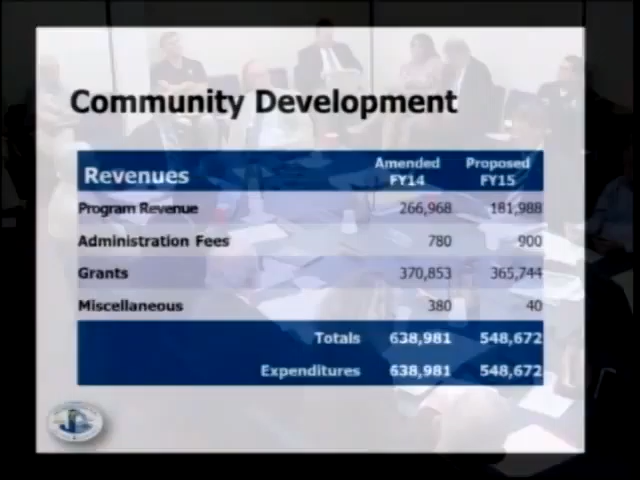 Community Development
Revenues Amended FY14 Proposed FY15
Program Revenue 266,968 181,988
Administration Fees 780 900
Grants 370,853 365,744
Miscellaneous 380 40
Totals 638,981 548,672
Expenditures 638,981 548,672